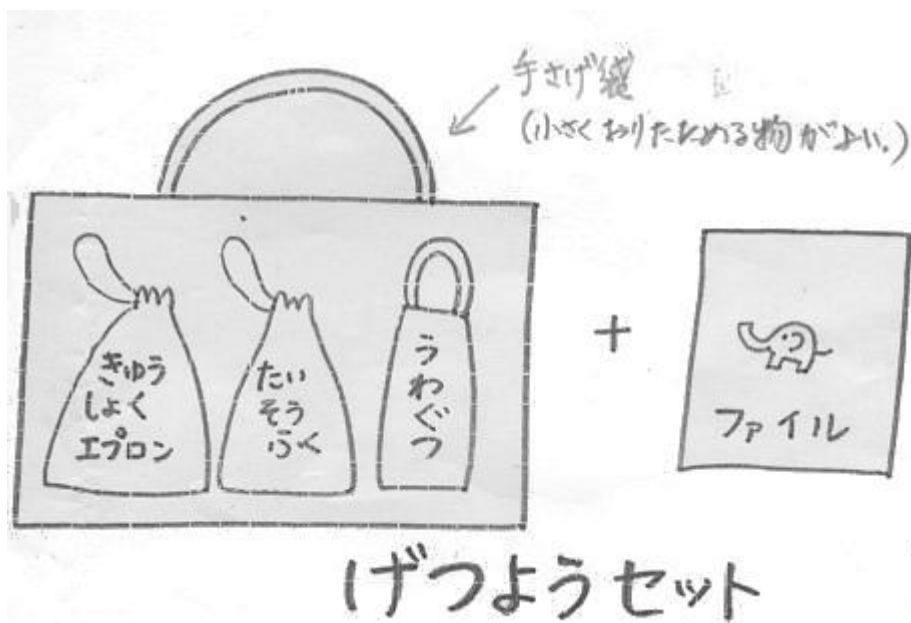 手さげ袋
(小さくおりたためる物がよい。)
きゅう
しょく
エプロン
たい
そう
ふく
うわぐつ
+
ファイル
げつようセット